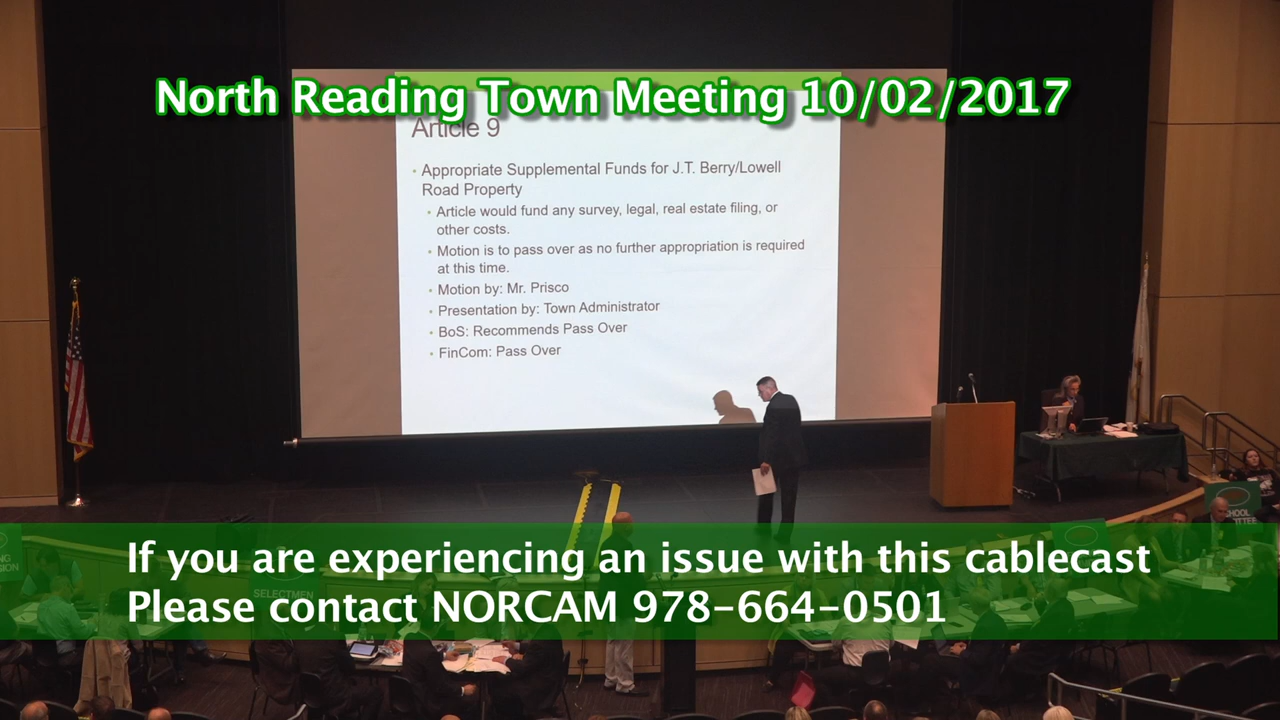 North Reading Town Meeting 10/02/2017
Article 9
• Appropriate Supplemental Funds for J.T. Berry/Lowell
Road Property
• Article would fund any survey, legal, real estate filing, or
other costs.
• Motion is to pass over as no further appropriation is required
at this time.
• Motion by: Mr. Prisco
• Presentation by: Town Administrator
• BoS: Recommends Pass Over
• FinCom: Pass Over
If you are experiencing an issue with this cablecast
Please contact NORCAM 978-664-0501
SELECTMEN